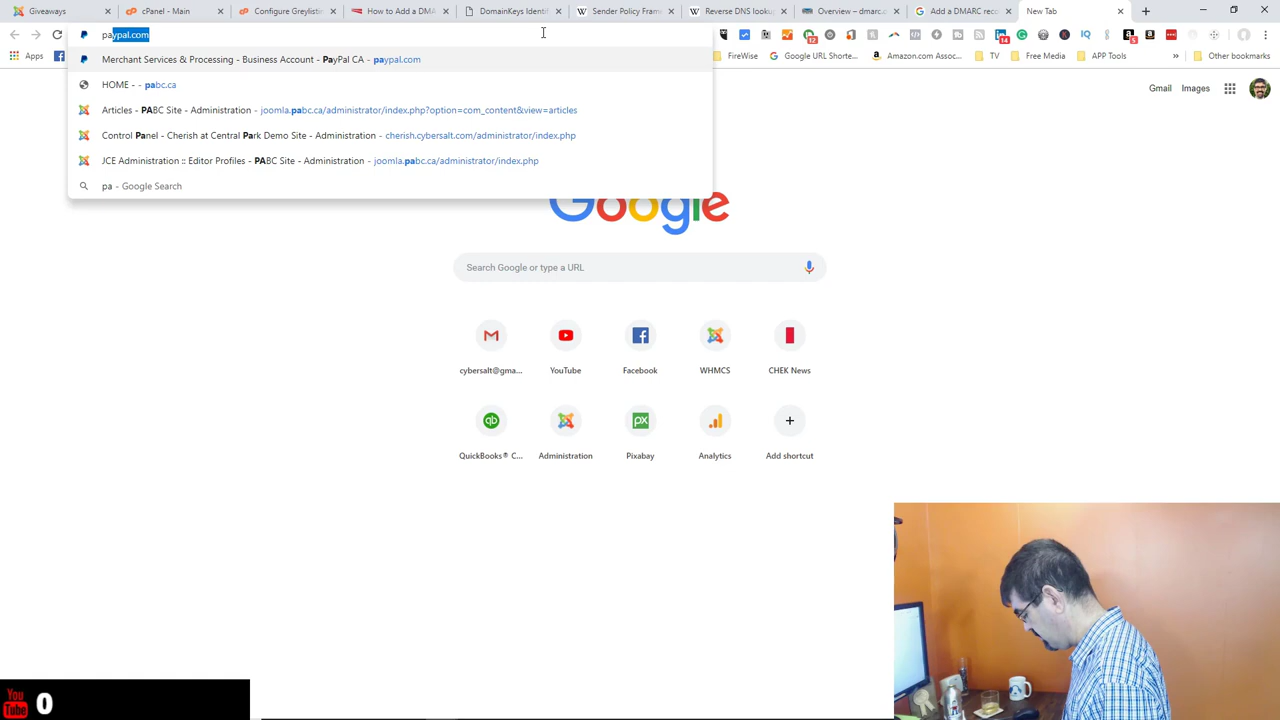 Giveaways
cPanel - Main
Configure Greylistin
How to Add a DMA
DomainKeys Identifi
Sender Policy Fram
Reverse DNS lookup
Overview – dmarc.o
Add a DMARC reco
New Tab
paypal.com
Apps
Merchant Services & Processing - Business Account - PayPal CA - paypal.com
HOME - - pabc.ca
Articles - PABC Site - Administration - joomla.pabc.ca/administrator/index.php?option=com_content&view=articles
Control Panel - Cherish at Central Park Demo Site - Administration - cherish.cybersalt.com/administrator/index.php
JCE Administration :: Editor Profiles - PABC Site - Administration - joomla.pabc.ca/administrator/index.php
pa - Google Search
FireWise
Google URL Shorte...
Amazon.com Assoc...
TV
APP Tools
»
Other bookmarks
Gmail Images
Google
Search Google or type a URL
cybersalt@gma...
YouTube
Facebook
WHMCS
CHEK News
QuickBooks® C...
Administration
Pixabay
Analytics
Add shortcut
You
Tube
0